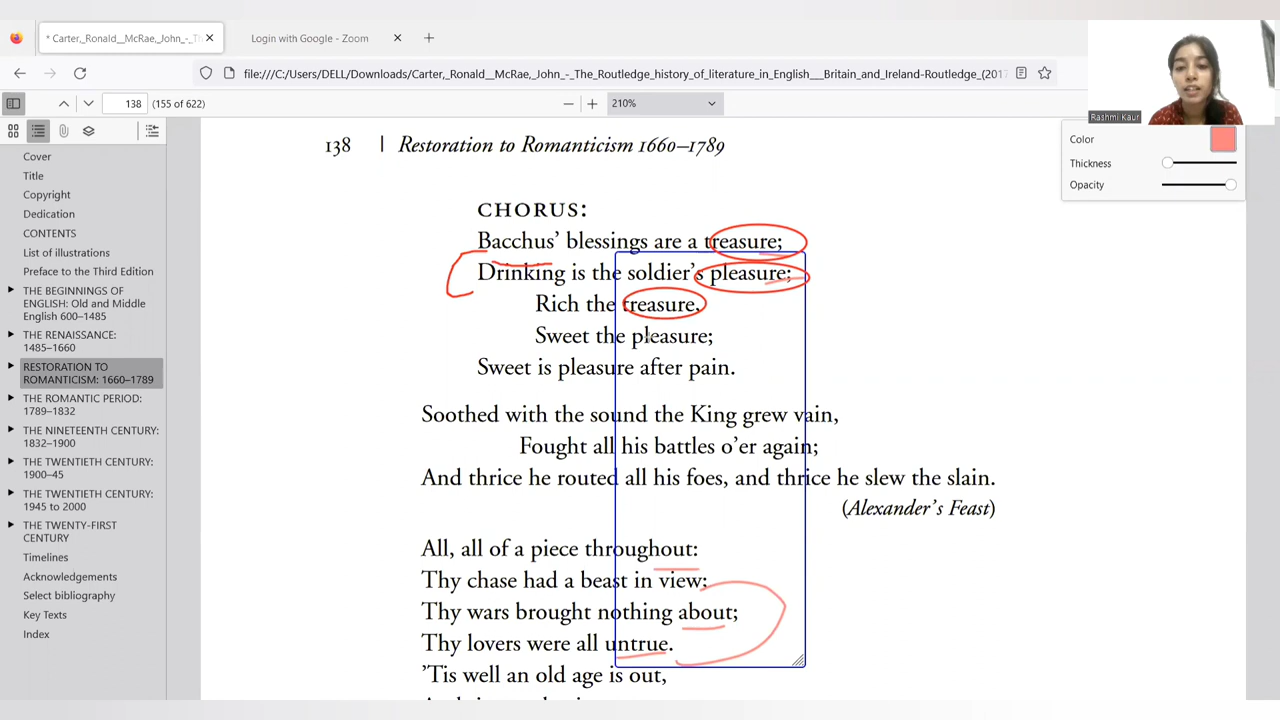 * Carter,_Ronald__McRae,_John_-_Th
Login with Google - Zoom
file:///C:/Users/DELL/Downloads/Carter,_Ronald__McRae,_John_-_The_Routledge_history_of_literature_in_English___Britain_and_Ireland-Routledge_(2017
Rashmi Kaur
138 (155 of 622)
210%
Color
Thickness
Opacity
Cover
Title
Copyright
Dedication
CONTENTS
List of illustrations
Preface to the Third Edition
THE BEGINNING OF
ENGLISH: Old and Middle
English 600–1485
THE RENAISSANCE:
1485–1660
RESTORATION TO
ROMANTICISM: 1660–1789
THE ROMANTIC PERIOD:
1789–1832
THE NINETEENTH CENTURY:
1832–1900
THE TWENTIETH CENTURY:
1900–45
THE TWENTIETH CENTURY:
1945 to 2000
THE TWENTY-FIRST
CENTURY
Timelines
Acknowledgements
Select bibliography
Key Texts
Index
138 | Restoration to Romanticism 1660–1789
CHORUS:
Bacchus’ blessings are a treasure;
Drinking is the soldier’s pleasure;
Rich the treasure,
Sweet the pleasure;
Sweet is pleasure after pain.
Soothed with the sound the King grew vain,
Fought all his battles o’er again;
And thrice he routed all his foes, and thrice he slew the slain.
(Alexander’s Feast)
All, all of a piece throughout:
Thy chase had a beast in view;
Thy wars brought nothing about;
Thy lovers were all untrue.
’Tis well an old age is out,